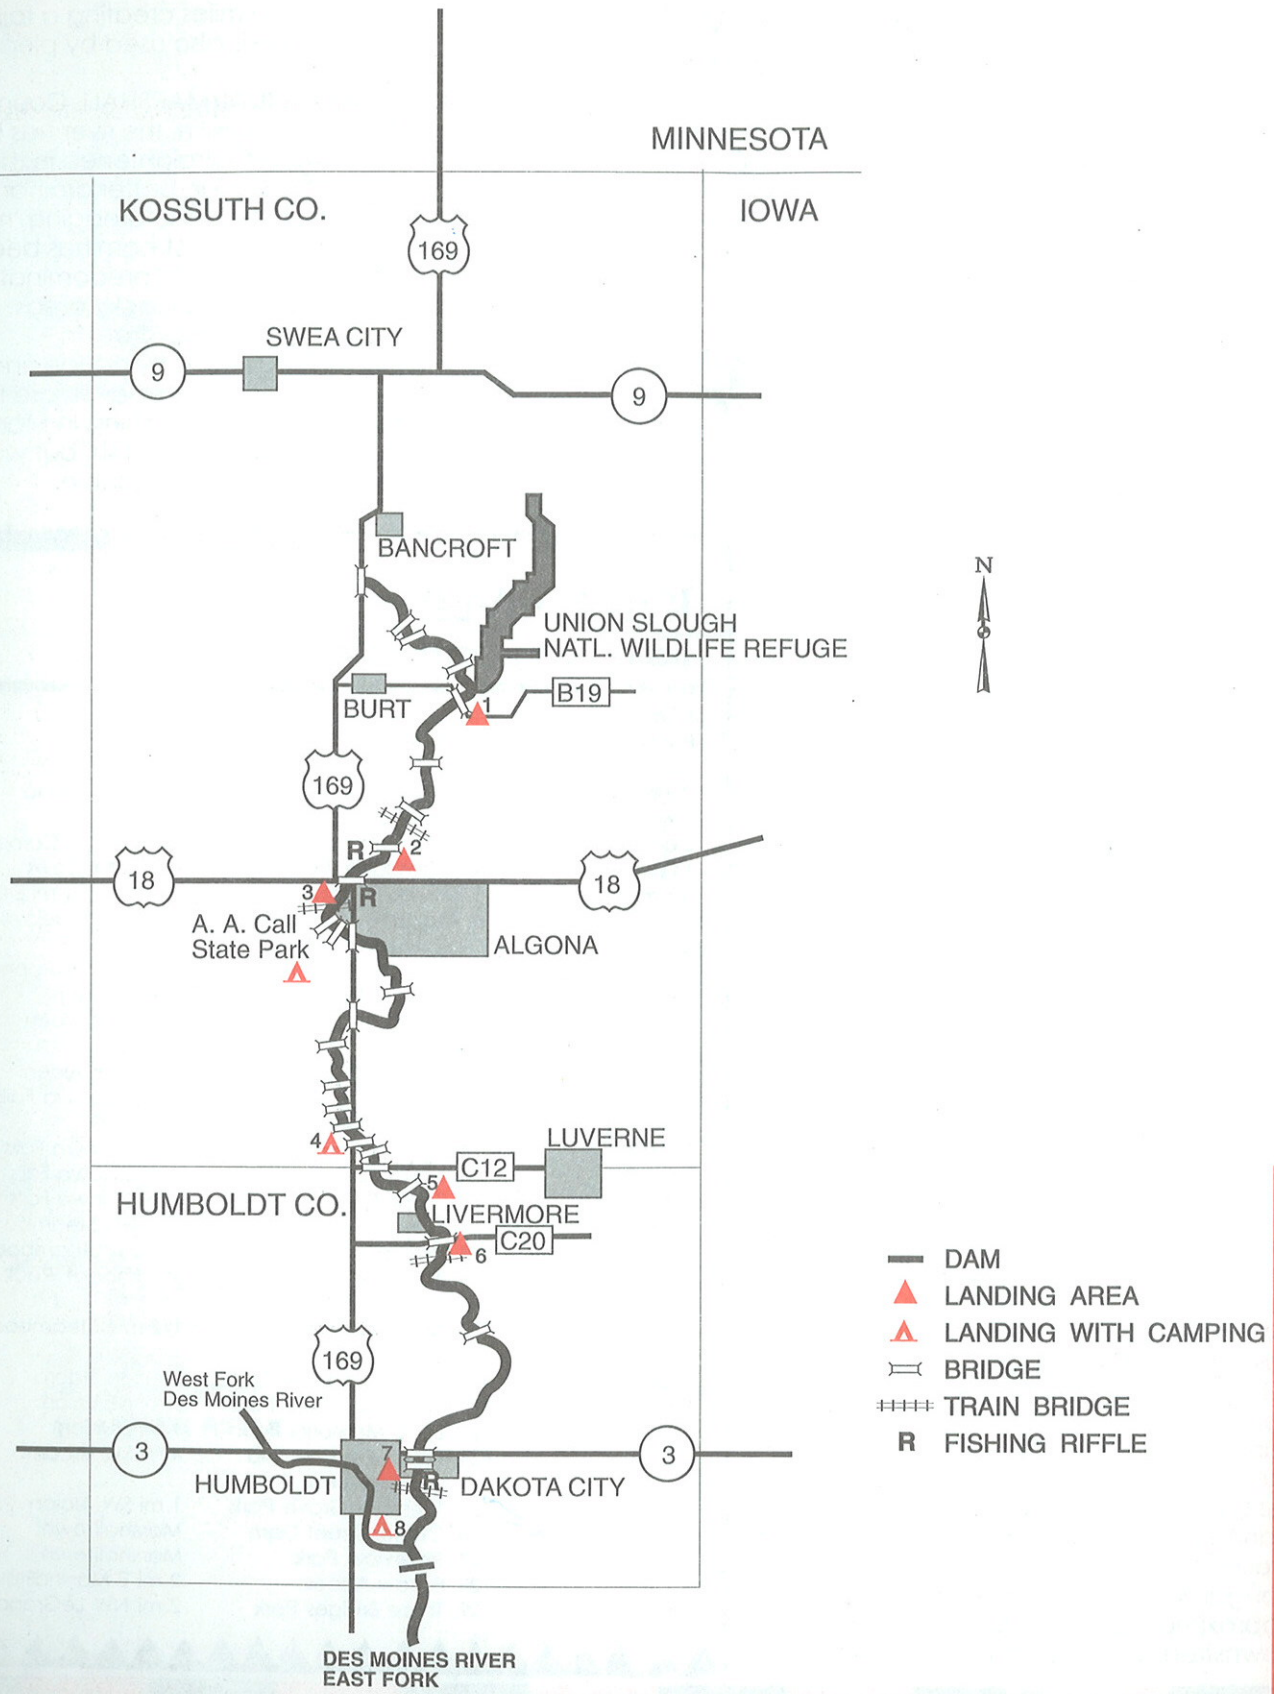 MINNESOTA
KOSSUTH CO.
IOWA
169
SWEA CITY
9
9
BANCROFT
N
UNION SLOUGH
NATL. WILDLIFE REFUGE
B19
BURT
1
169
R
2
18
18
3
R
A. A. Call
State Park
ALGONA
4
LUVERNE
C12
5
HUMBOLDT CO.
LIVERMORE
C20
6
DAM
LANDING AREA
LANDING WITH CAMPING
BRIDGE
TRAIN BRIDGE
R FISHING RIFFLE
169
West Fork
Des Moines River
3
7
3
HUMBOLDT
R
DAKOTA CITY
8
DES MOINES RIVER
EAST FORK